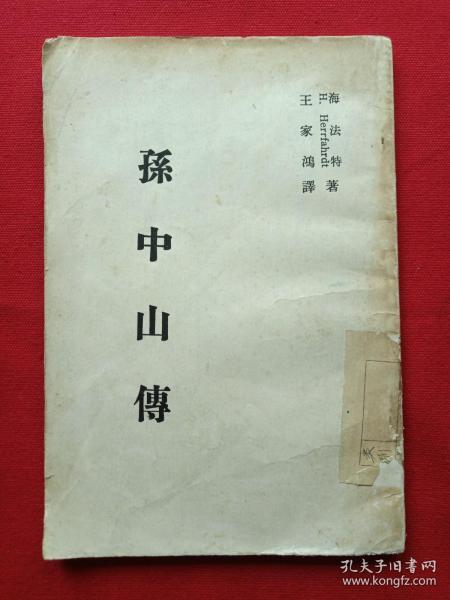 海法特著
H. Herrfahrdt
王家鴻譯
孫中山傳
孔夫子旧书网
www.kongfz.com